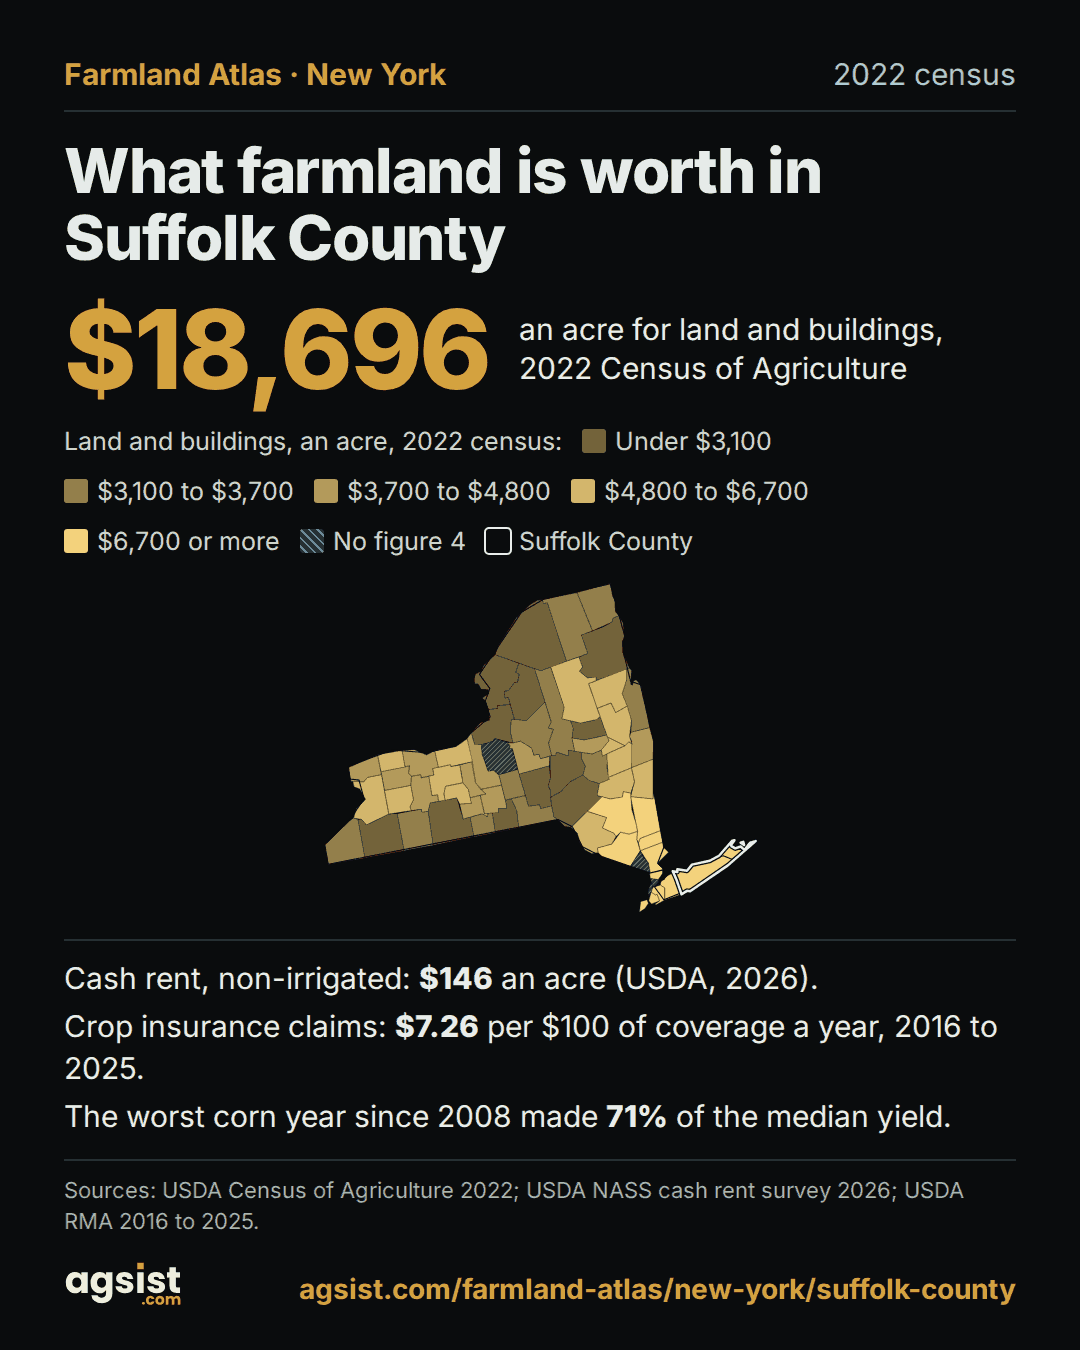 Farmland Atlas · New York
2022 census
What farmland is worth in
Suffolk County
$18,696
an acre for land and buildings,
2022 Census of Agriculture
Land and buildings, an acre, 2022 census: Under $3,100
$3,100 to $3,700 $3,700 to $4,800 $4,800 to $6,700
$6,700 or more No figure 4 Suffolk County
Cash rent, non-irrigated: $146 an acre (USDA, 2026).
Crop insurance claims: $7.26 per $100 of coverage a year, 2016 to
2025.
The worst corn year since 2008 made 71% of the median yield.
Sources: USDA Census of Agriculture 2022; USDA NASS cash rent survey 2026; USDA
RMA 2016 to 2025.
agsist
.com
agsist.com/farmland-atlas/new-york/suffolk-county